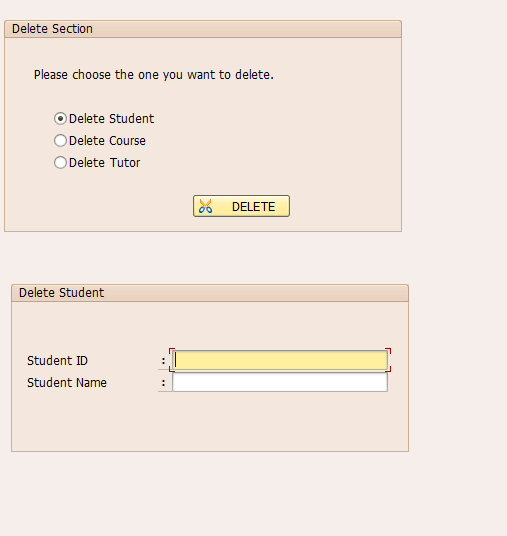 Delete Section
Please choose the one you want to delete.
Delete Student
Delete Course
Delete Tutor
DELETE
Delete Student
Student ID :
Student Name :